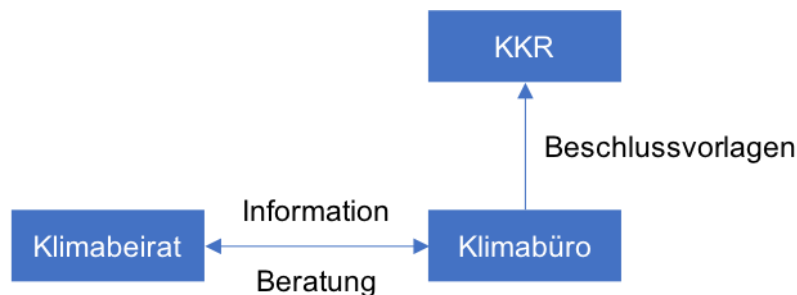 KKR
Beschlussvorlagen
Information
Klimabeirat
Klimabüro
Beratung